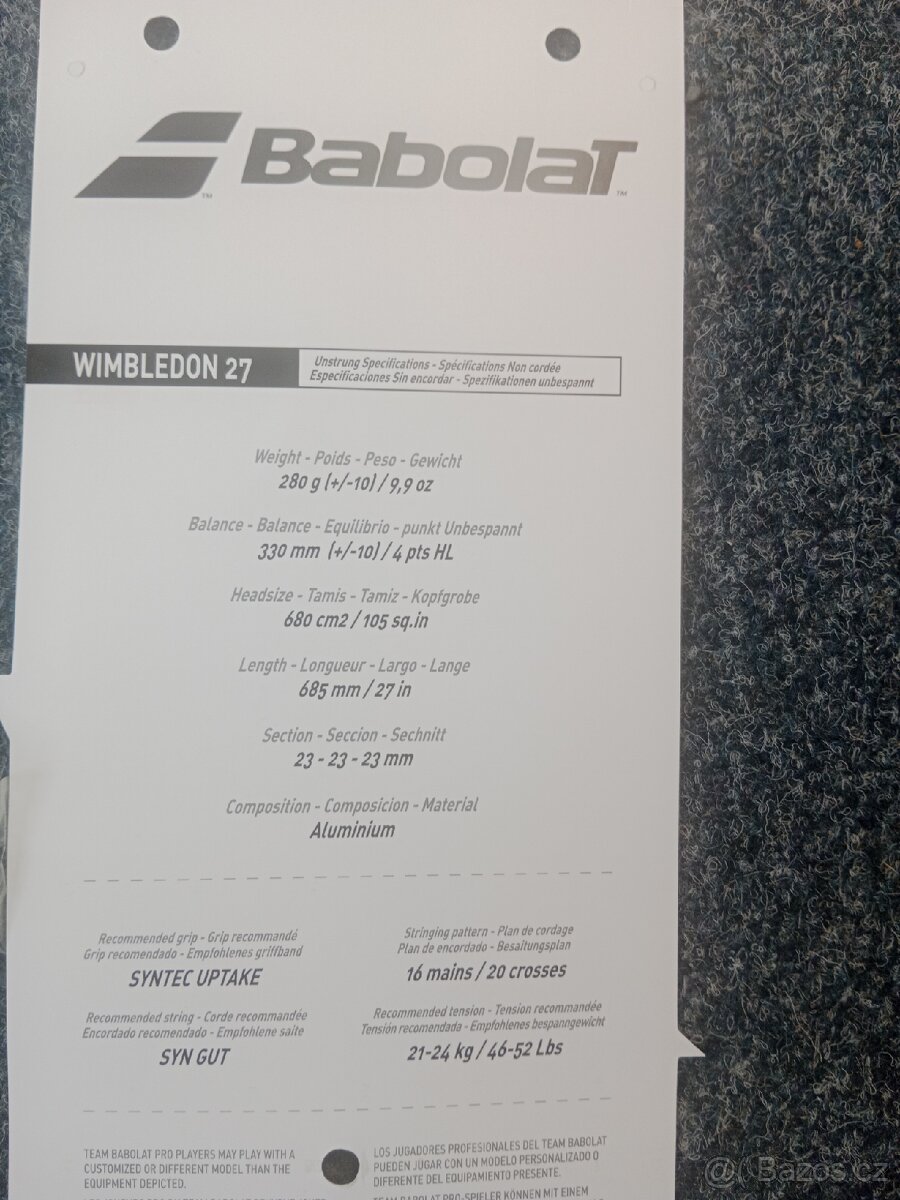 BabolaT
WIMBLEDON 27
Unstrung Specifications - Spécifications Non cordée
Especificaciones Sin encordar - Spezifikationen unbespannt
Weight - Poids - Peso - Gewicht
280 g (+/-10) / 9,9 oz
Balance - Balance - Equilibrio - punkt Unbespannt
330 mm (+/-10) / 4 pts HL
Headsize - Tamis - Tamiz - Kopfgrobe
680 cm2 / 105 sq.in
Length - Longueur - Largo - Lange
685 mm / 27 in
Section - Seccion - Sechnitt
23 - 23 - 23 mm
Composition - Composicion - Material
Aluminium
Recommended grip - Grip recommandé
Grip recomendado - Empfohlenes griffband
SYNTEC UPTAKE
Stringing pattern - Plan de cordage
Plan de encordado - Besaitungsplan
16 mains / 20 crosses
Recommended string - Corde recommandée
Encordado recomendado - Empfohlene saite
SYN GUT
Recommended tension - Tension recommandée
Tensión recomendada - Empfohlenes bespanngewicht
21-24 kg / 46-52 Lbs
TEAM BABOLAT PRO PLAYERS MAY PLAY WITH A
CUSTOMIZED OR DIFFERENT MODEL THAN THE
EQUIPMENT DEPICTED.
LOS JUGADORES PROFESIONALES DEL TEAM BABOLAT
PUEDEN JUGAR CON UN MODELO PERSONALIZADO O
DIFERENTE DEL EQUIPAMIENTO PRESENTE.
TEAM BABOLAT PRO-SPIELER KÖNNEN MIT EINEM
@ Bazos.cz